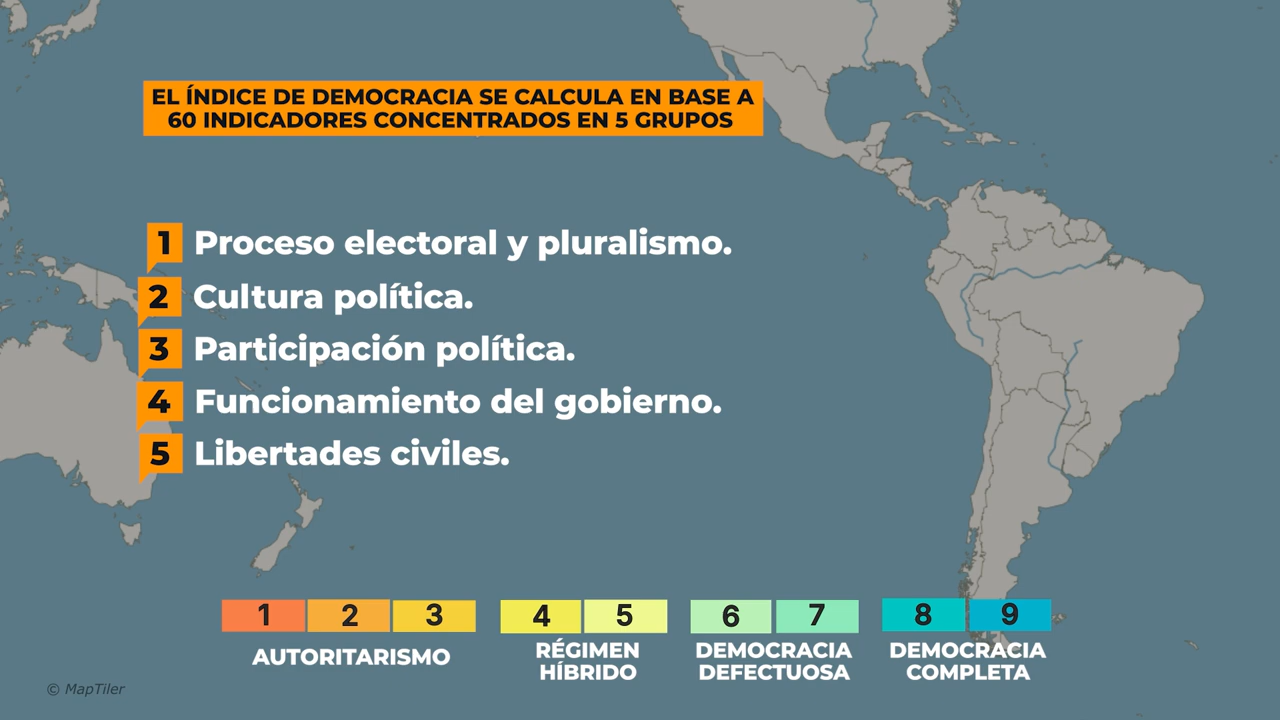 EL ÍNDICE DE DEMOCRACIA SE CALCULA EN BASE A
60 INDICADORES CONCENTRADOS EN 5 GRUPOS
1 Proceso electoral y pluralismo.
2 Cultura política.
3 Participación política.
4 Funcionamiento del gobierno.
5 Libertades civiles.
1 2 3 4 5 6 7 8 9
AUTORITARISMO
RÉGIMEN
HÍBRIDO
DEMOCRACIA
DEFECTUOSA
DEMOCRACIA
COMPLETA
© MapTiler